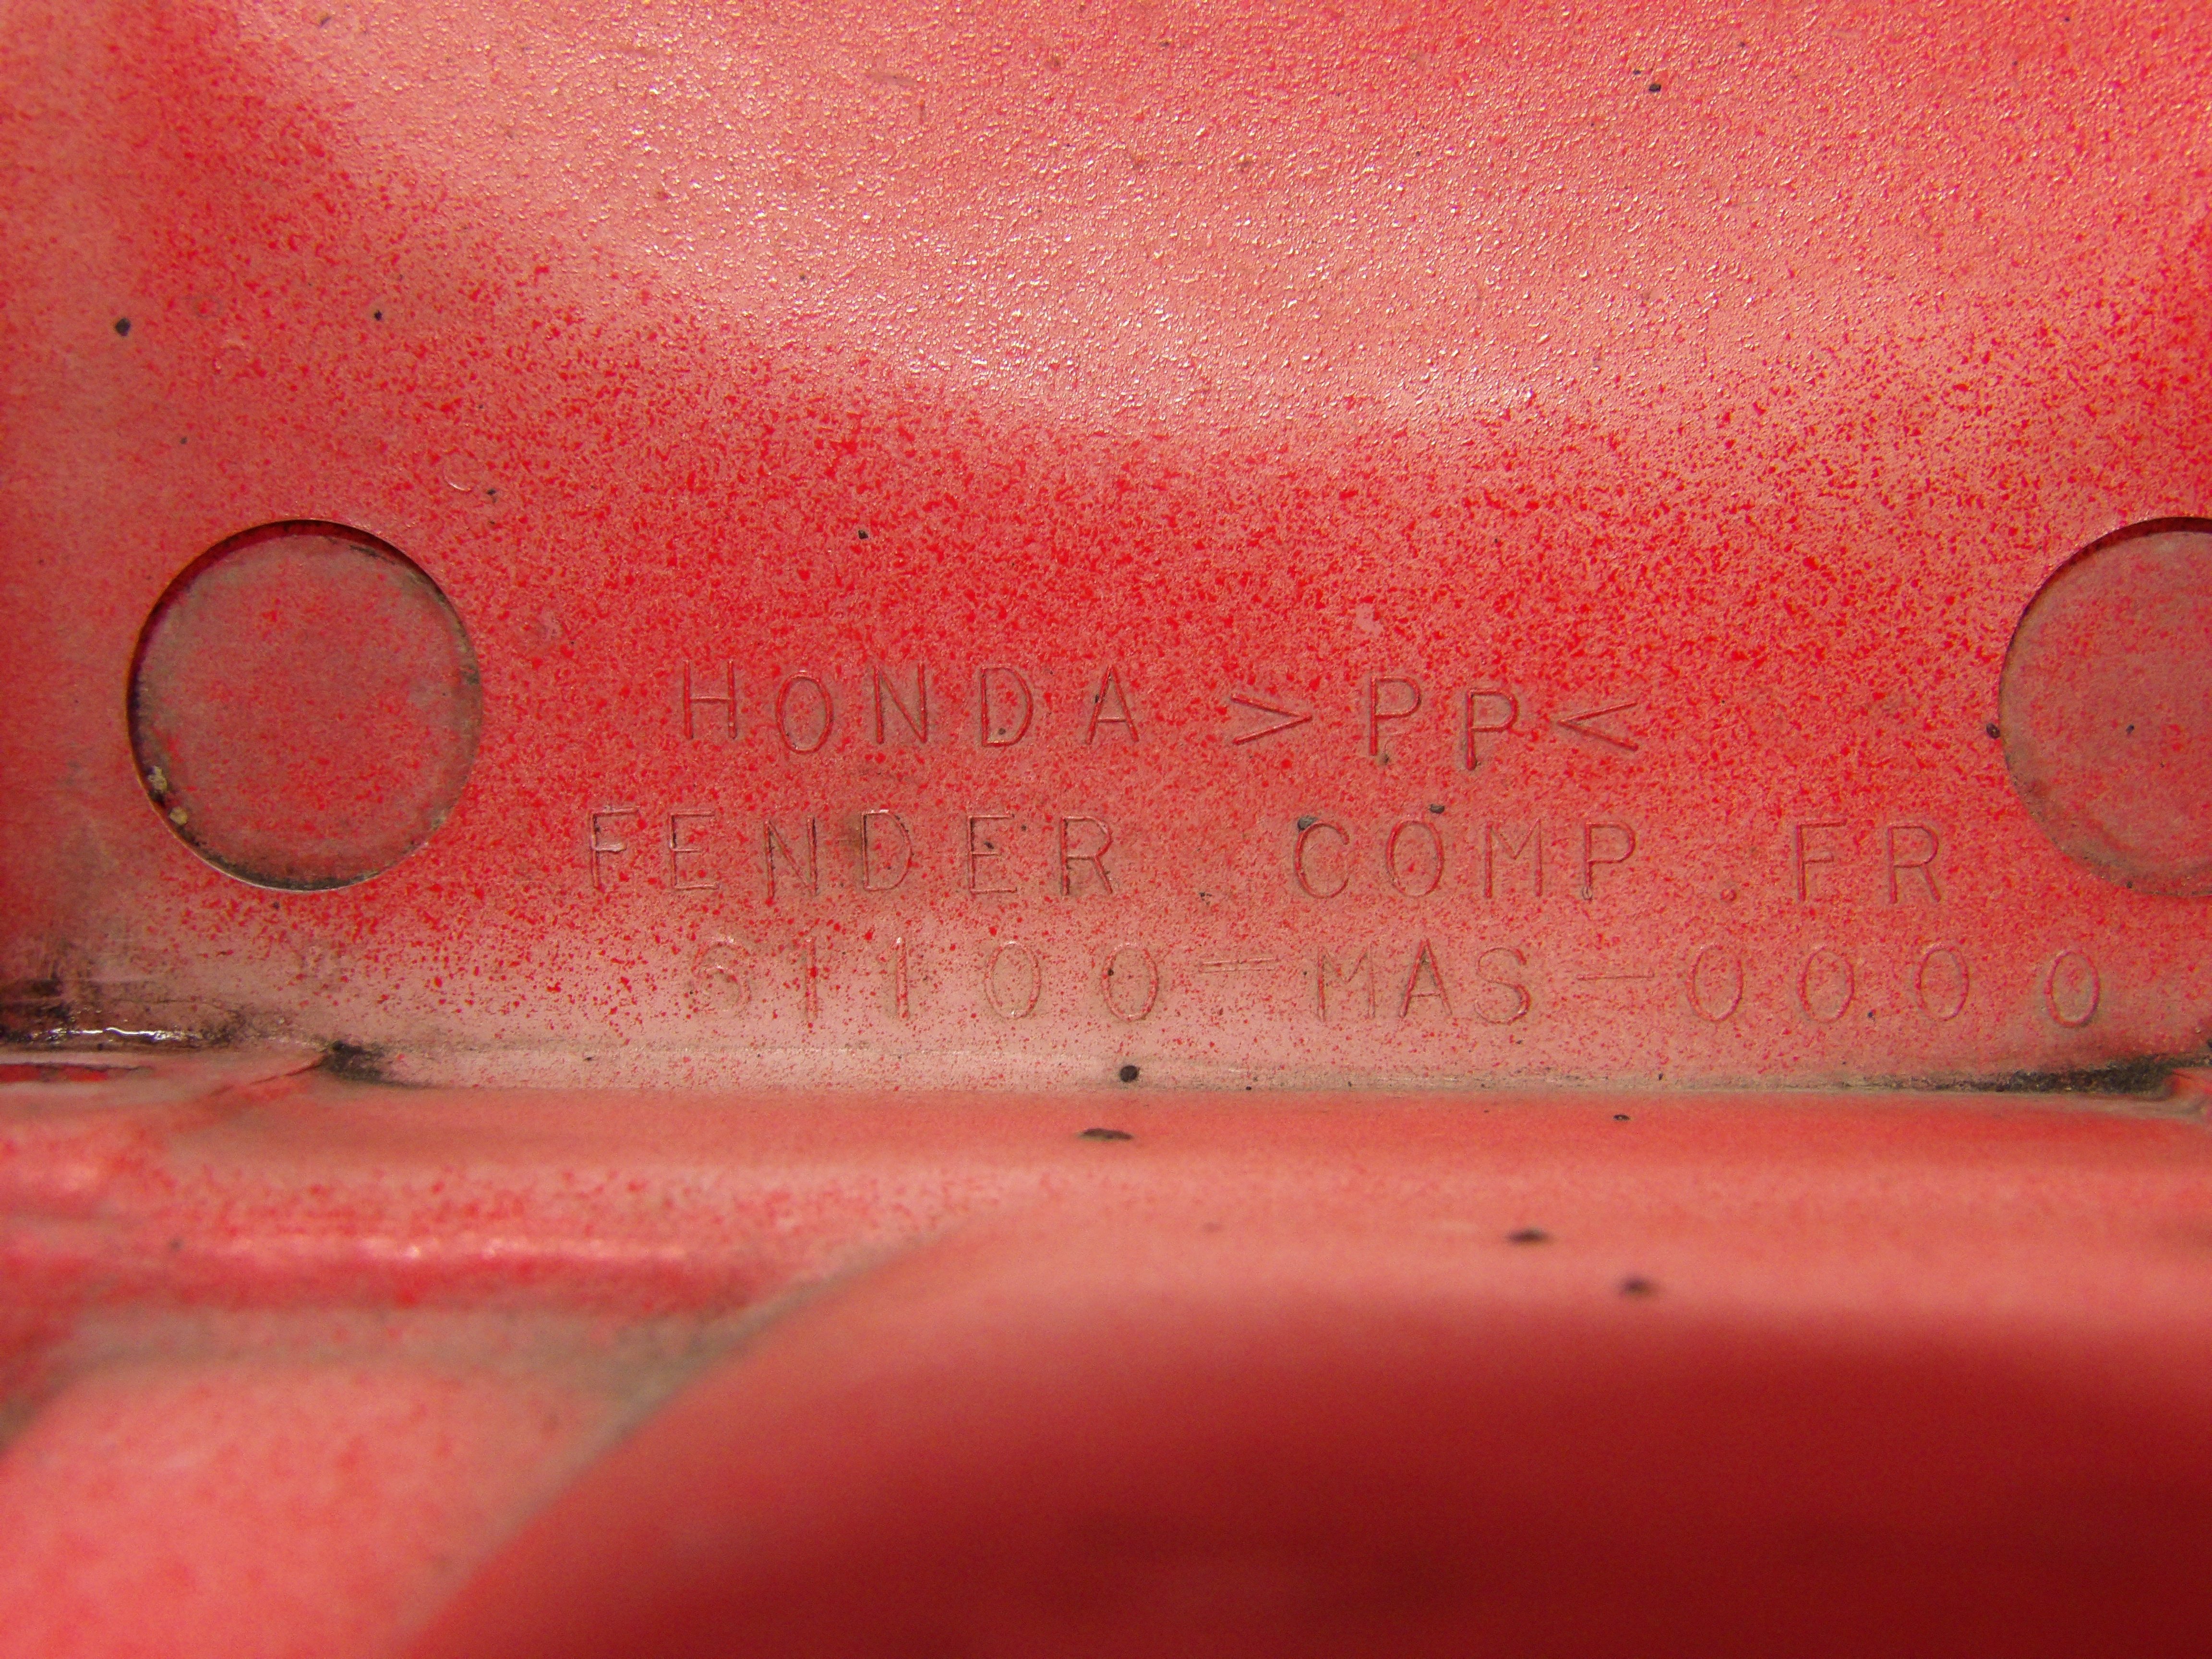 HONDA >PP<
FENDER . COMP . FR
61100-MAS-0000